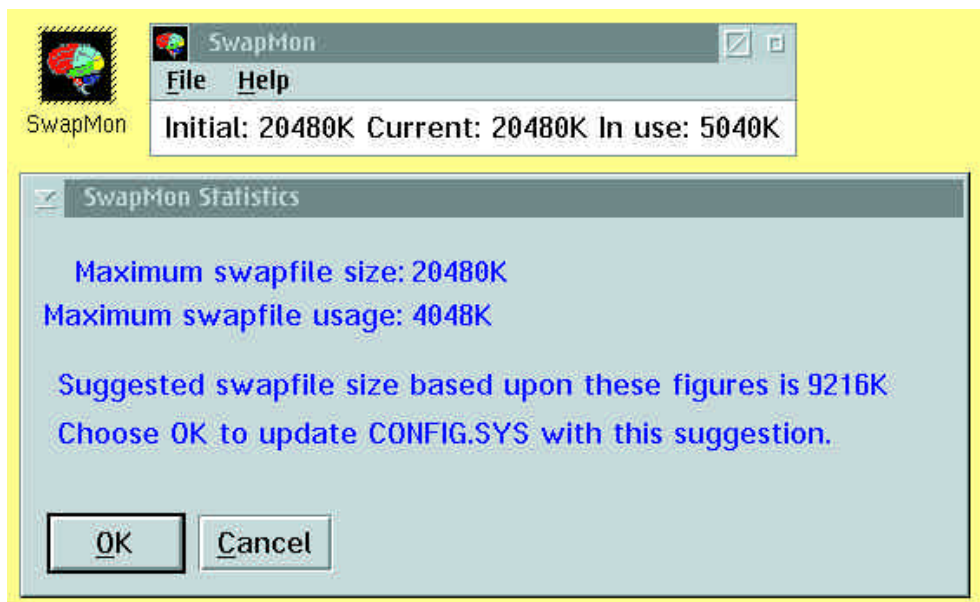 SwapMon
File Help
SwapMon
Initial: 20480K Current: 20480K In use: 5040K
SwapMon Statistics
Maximum swapfile size: 20480K
Maximum swapfile usage: 4048K
Suggested swapfile size based upon these figures is 9216K
Choose OK to update CONFIG.SYS with this suggestion.
OK Cancel